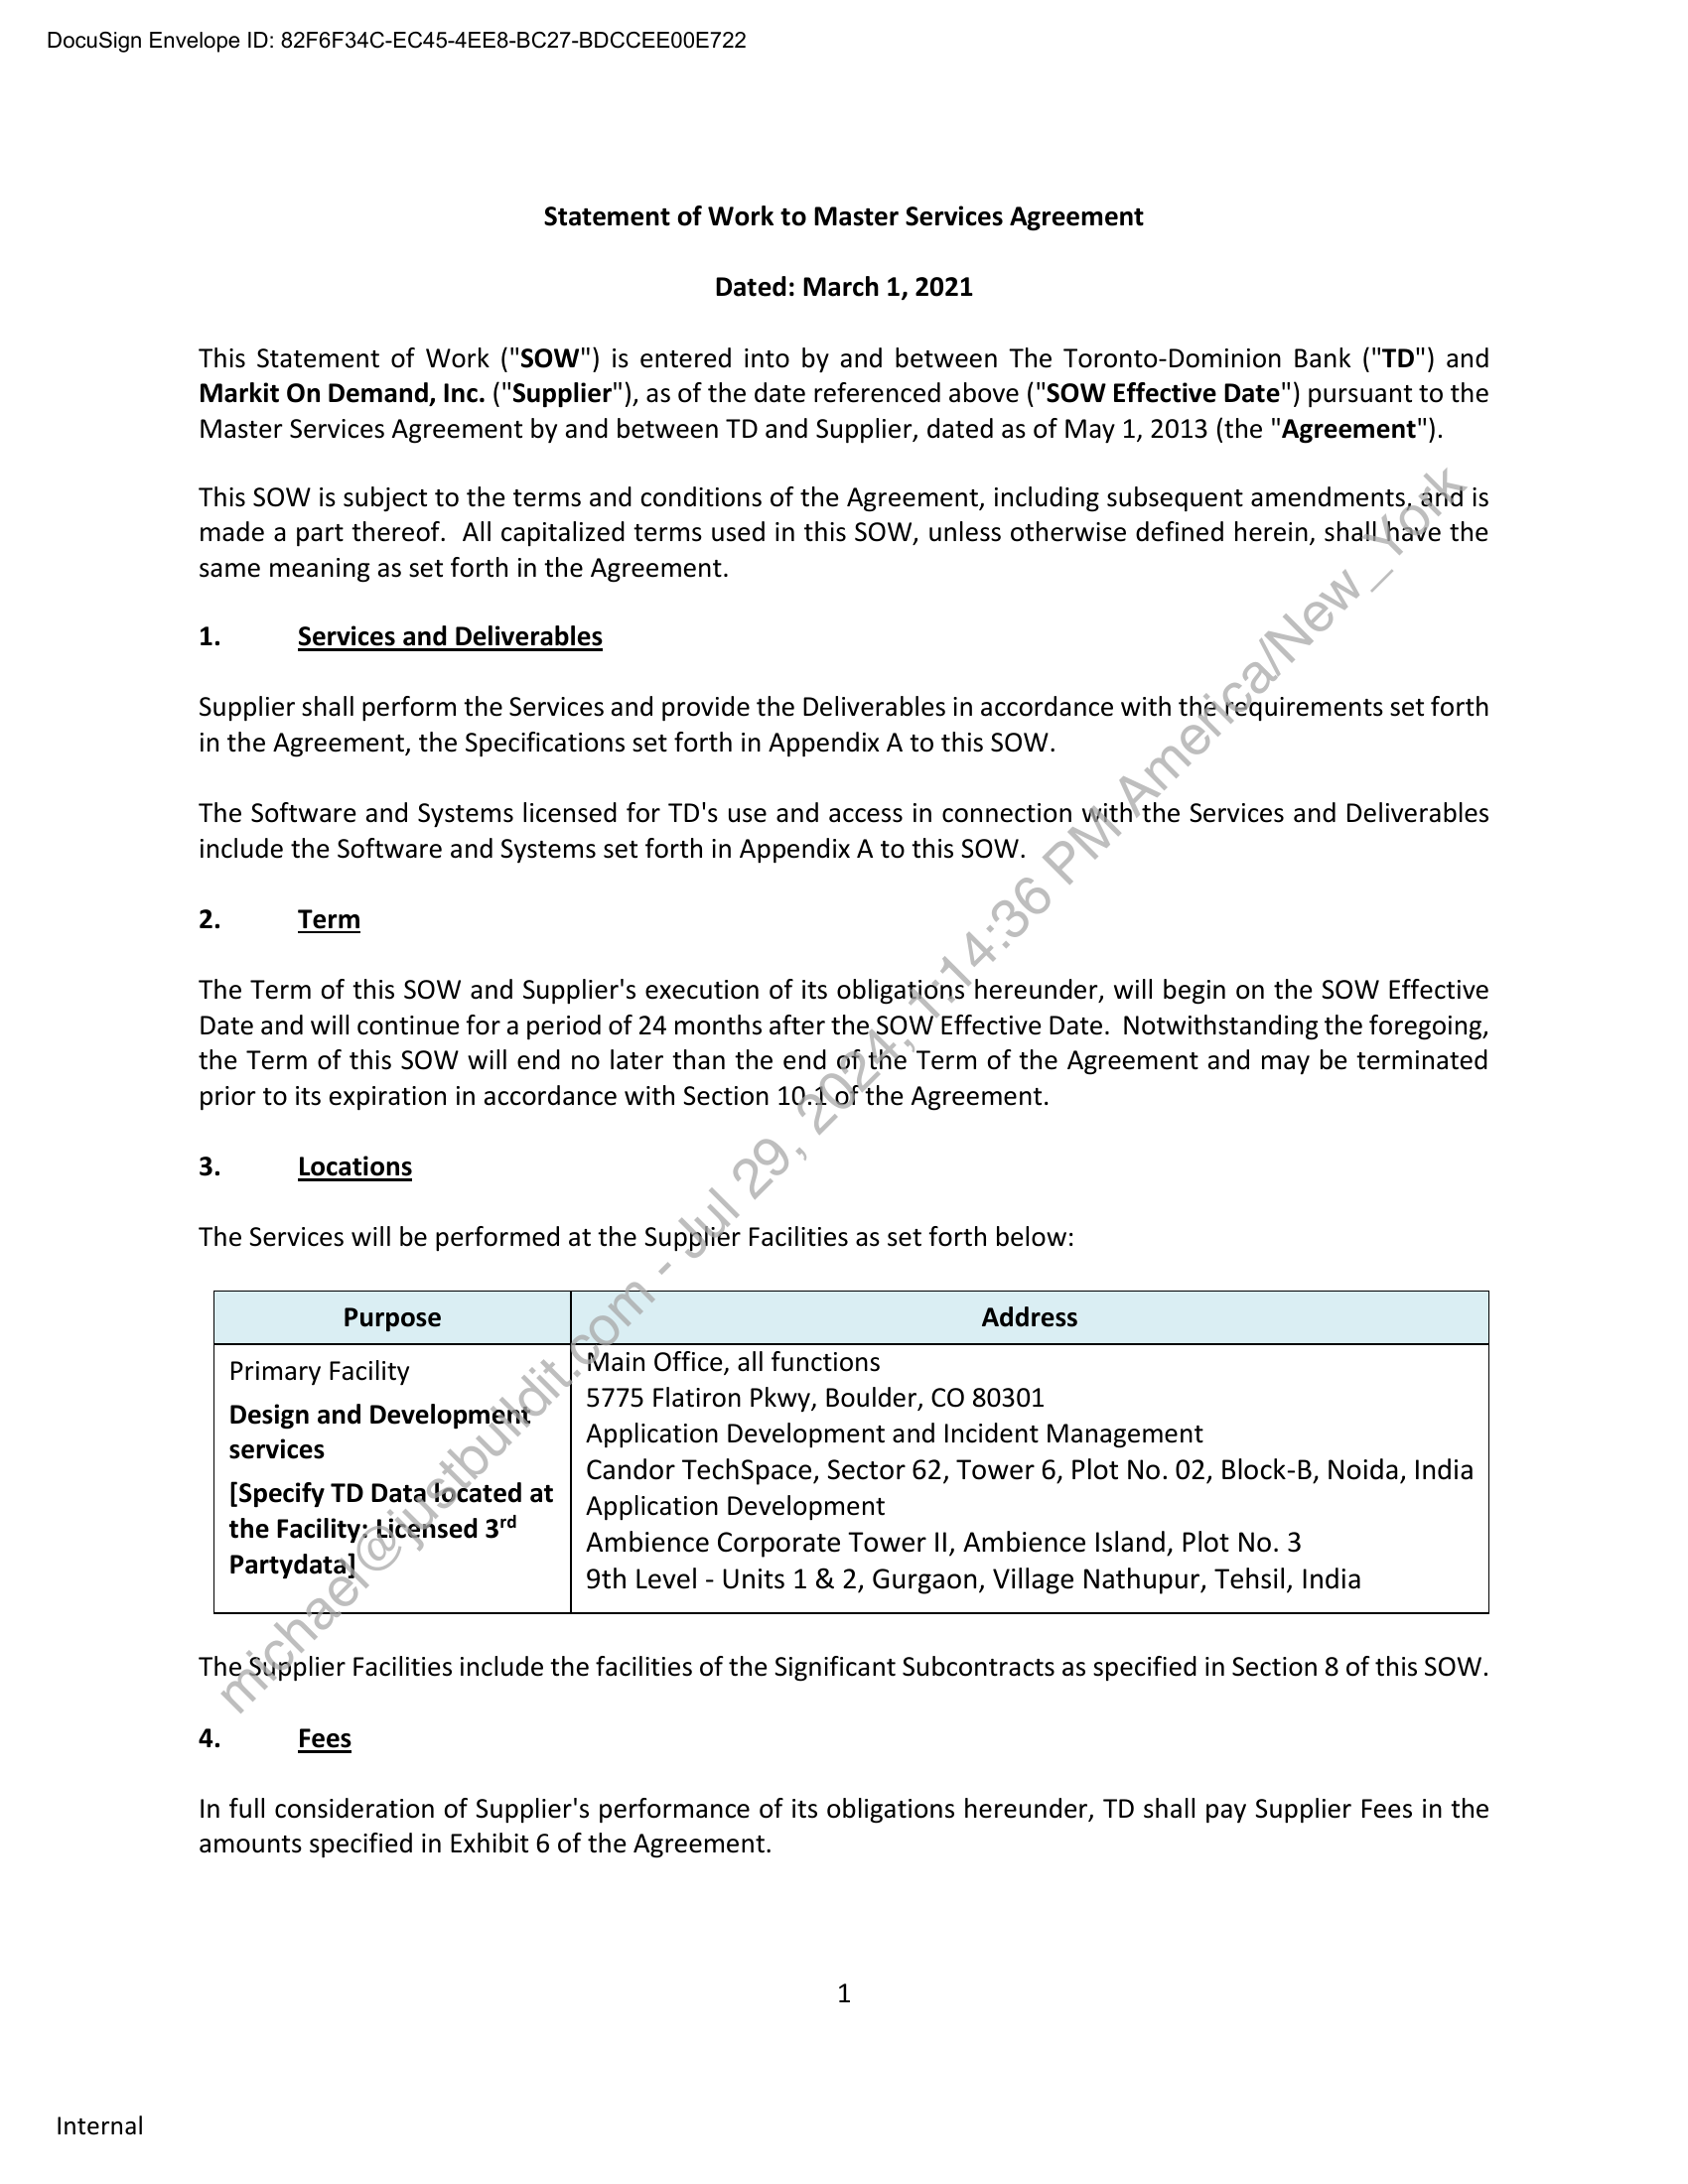 DocuSign Envelope ID: 82F6F34C-EC45-4EE8-BC27-BDCCEE00E722
Statement of Work to Master Services Agreement
Dated: March 1, 2021
This Statement of Work ("SOW") is entered into by and between The Toronto-Dominion Bank ("TD") and
Markit On Demand, Inc. ("Supplier"), as of the date referenced above ("SOW Effective Date") pursuant to the
Master Services Agreement by and between TD and Supplier, dated as of May 1, 2013 (the "Agreement").
This SOW is subject to the terms and conditions of the Agreement, including subsequent amendments, and is
made a part thereof. All capitalized terms used in this SOW, unless otherwise defined herein, shall have the
same meaning as set forth in the Agreement.
1. Services and Deliverables
Supplier shall perform the Services and provide the Deliverables in accordance with the requirements set forth
in the Agreement, the Specifications set forth in Appendix A to this SOW.
The Software and Systems licensed for TD's use and access in connection with the Services and Deliverables
include the Software and Systems set forth in Appendix A to this SOW.
2. Term
The Term of this SOW and Supplier's execution of its obligations hereunder, will begin on the SOW Effective
Date and will continue for a period of 24 months after the SOW Effective Date. Notwithstanding the foregoing,
the Term of this SOW will end no later than the end of the Term of the Agreement and may be terminated
prior to its expiration in accordance with Section 10.1 of the Agreement.
3. Locations
The Services will be performed at the Supplier Facilities as set forth below:
Purpose
Address
Primary Facility
Design and Development
services
[Specify TD Data located at
the Facility: Licensed 3rd
Partydata]
Main Office, all functions
5775 Flatiron Pkwy, Boulder, CO 80301
Application Development and Incident Management
Candor TechSpace, Sector 62, Tower 6, Plot No. 02, Block-B, Noida, India
Application Development
Ambience Corporate Tower II, Ambience Island, Plot No. 3
9th Level - Units 1 & 2, Gurgaon, Village Nathupur, Tehsil, India
The Supplier Facilities include the facilities of the Significant Subcontracts as specified in Section 8 of this SOW.
4. Fees
In full consideration of Supplier's performance of its obligations hereunder, TD shall pay Supplier Fees in the
amounts specified in Exhibit 6 of the Agreement.
1
Internal
michael@justbuildit.com - Jul 29, 2024, 1:14:36 PM America/New_York